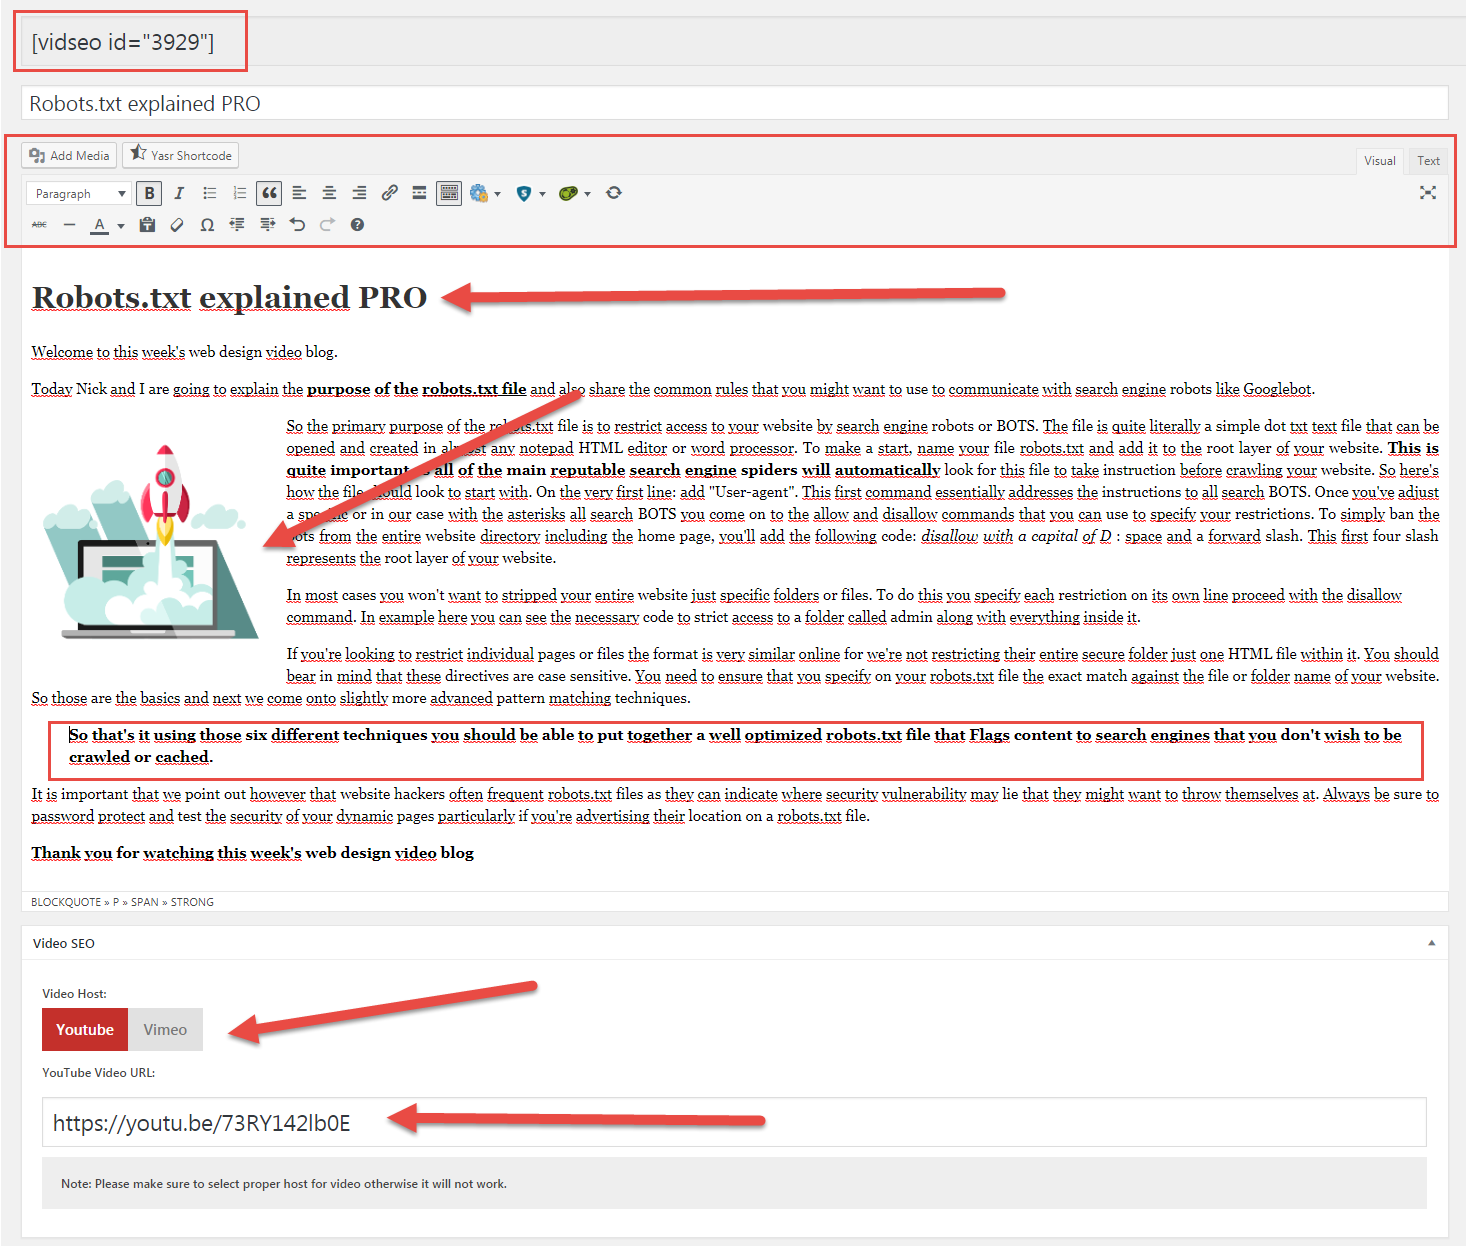 [vidseo id="3929"]
Robots.txt explained PRO
Add Media Yasr Shortcode Visual Text
Paragraph B I
ABC A
Robots.txt explained PRO
Welcome to this week's web design video blog.
Today Nick and I are going to explain the purpose of the robots.txt file and also share the common rules that you might want to use to communicate with search engine robots like Googlebot.
So the primary purpose of the robots.txt file is to restrict access to your website by search engine robots or BOTS. The file is quite literally a simple dot txt text file that can be
opened and created in almost any notepad HTML editor or word processor. To make a start, name your file robots.txt and add it to the root layer of your website. This is
quite important all of the main reputable search engine spiders will automatically look for this file to take instruction before crawling your website. So here's
how the file should look to start with. On the very first line: add "User-agent". This first command essentially addresses the instructions to all search BOTS. Once you've adjust
a specific or in our case with the asterisks all search BOTS you come on to the allow and disallow commands that you can use to specify your restrictions. To simply ban the
bots from the entire website directory including the home page, you'll add the following code: disallow with a capital of D : space and a forward slash. This first four slash
represents the root layer of your website.
In most cases you won't want to stripped your entire website just specific folders or files. To do this you specify each restriction on its own line proceed with the disallow
command. In example here you can see the necessary code to strict access to a folder called admin along with everything inside it.
If you're looking to restrict individual pages or files the format is very similar online for we're not restricting their entire secure folder just one HTML file within it. You should
bear in mind that these directives are case sensitive. You need to ensure that you specify on your robots.txt file the exact match against the file or folder name of your website.
So those are the basics and next we come onto slightly more advanced pattern matching techniques.
So that's it using those six different techniques you should be able to put together a well optimized robots.txt file that Flags content to search engines that you don't wish to be
crawled or cached.
It is important that we point out however that website hackers often frequent robots.txt files as they can indicate where security vulnerability may lie that they might want to throw themselves at. Always be sure to
password protect and test the security of your dynamic pages particularly if you're advertising their location on a robots.txt file.
Thank you for watching this week's web design video blog
BLOCKQUOTE » P » SPAN » STRONG
Video SEO
Video Host:
Youtube Vimeo
YouTube Video URL:
https://youtu.be/73RY142lb0E
Note: Please make sure to select proper host for video otherwise it will not work.